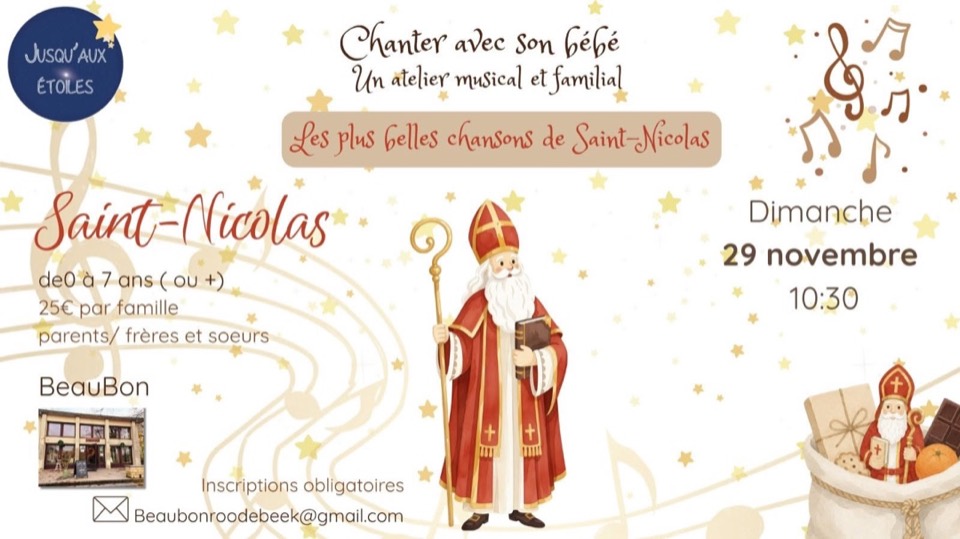 Jusqu'aux
étoiles
Chanter avec son bébé
Un atelier musical et familial
Les plus belles chansons de Saint-Nicolas
Saint-Nicolas
de0 à 7 ans ( ou +)
25€ par famille
parents/ frères et soeurs
BeauBon
Dimanche
29 novembre
10:30
Inscriptions obligatoires
Beaubonroodebeek@gmail.com